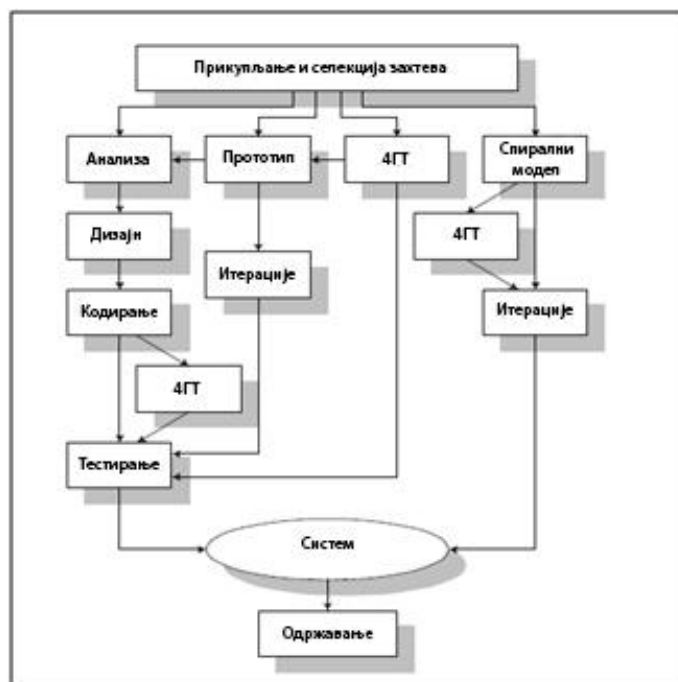 Прикупљање и селекција захтева
Анализа
Прототип
4ГТ
Спирални
модел
Дизајн
4ГТ
Итерације
Кодирање
Итерације
4ГТ
Тестирање
Систем
Одржавање